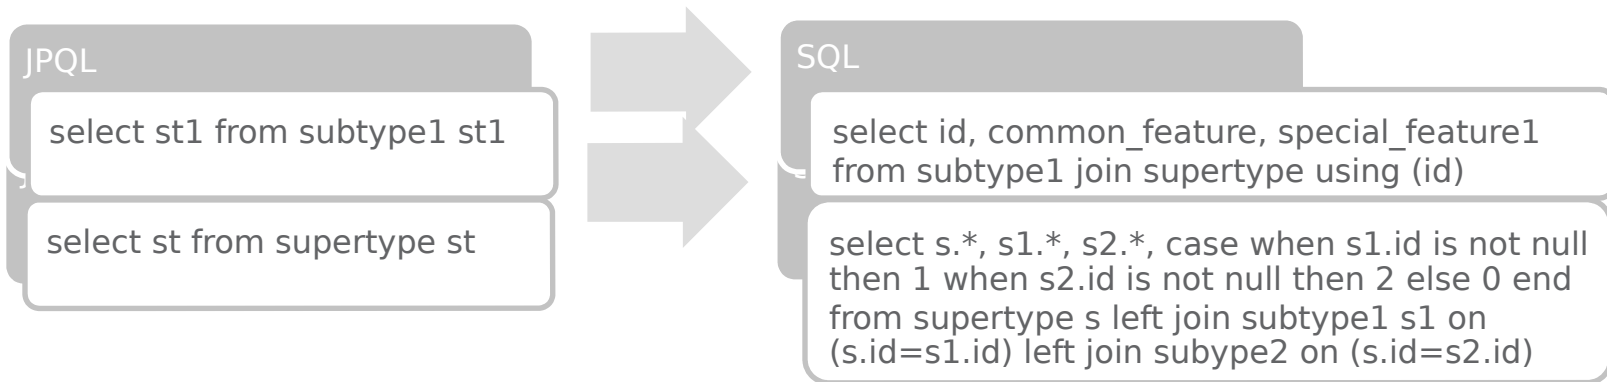 JPQL
select st1 from subtype1 st1
select st from supertype st
SQL
select id, common_feature, special_feature1
from subtype1 join supertype using (id)
select s.*, s1.*, s2.*, case when s1.id is not null
then 1 when s2.id is not null then 2 else 0 end
from supertype s left join subtype1 s1 on
(s.id=s1.id) left join subype2 on (s.id=s2.id)